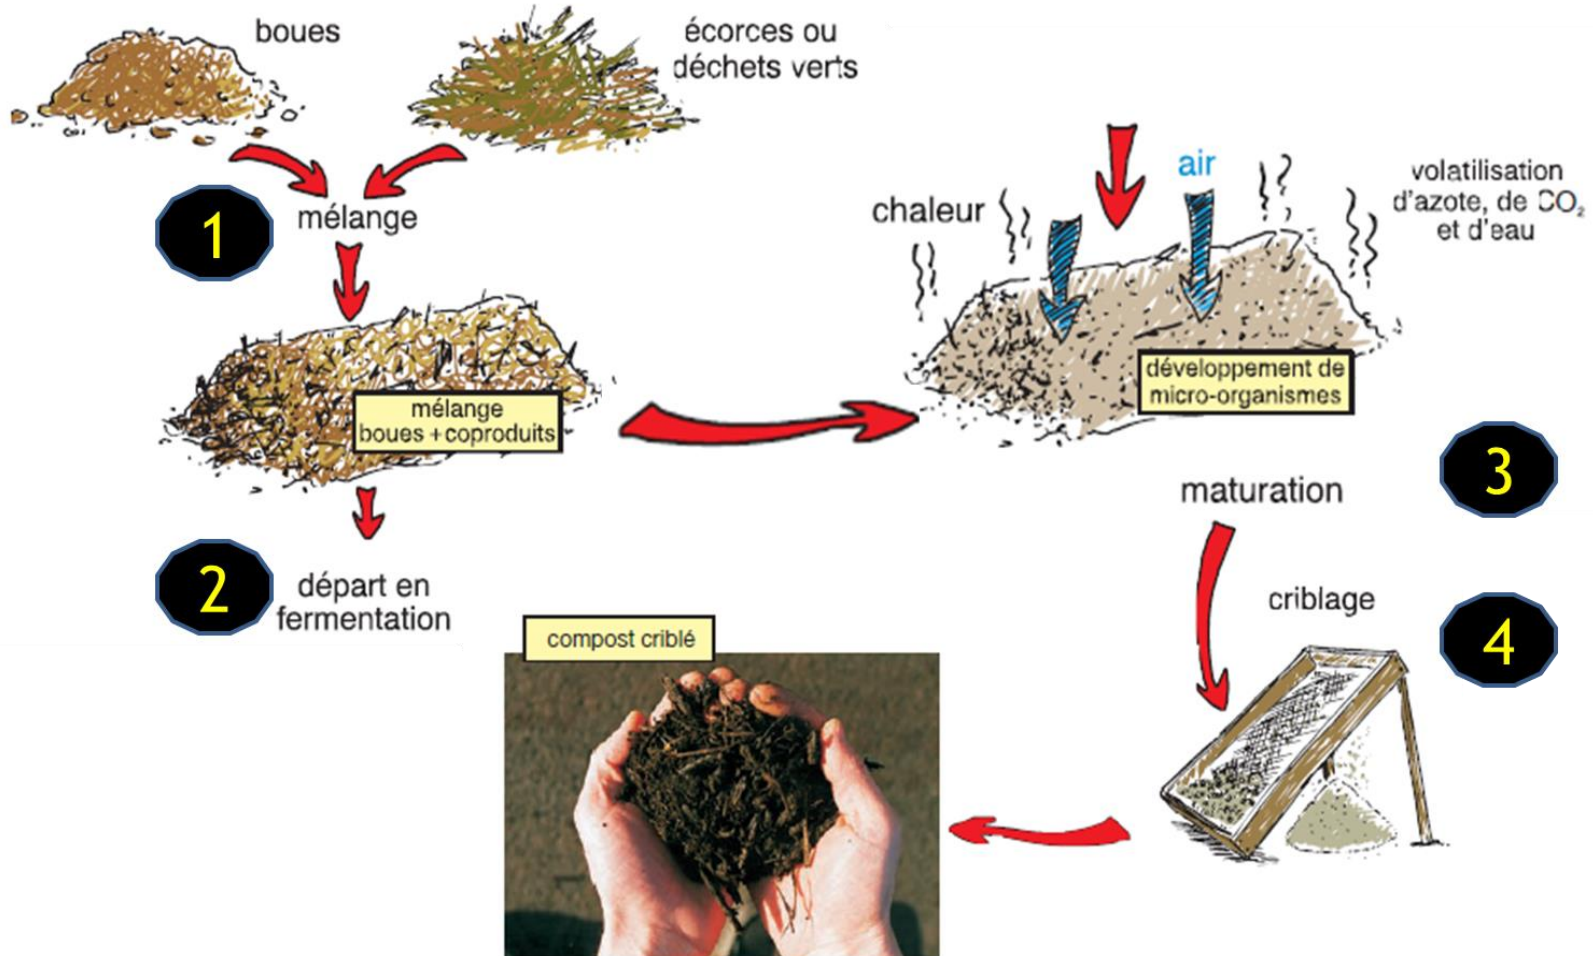 boues
écorces ou
déchets verts
1
mélange
mélange
boues + coproduits
2
départ en
fermentation
air
chaleur
volatilisation
d'azote, de CO₂
et d'eau
développement de
micro-organismes
3
maturation
criblage
4
compost criblé